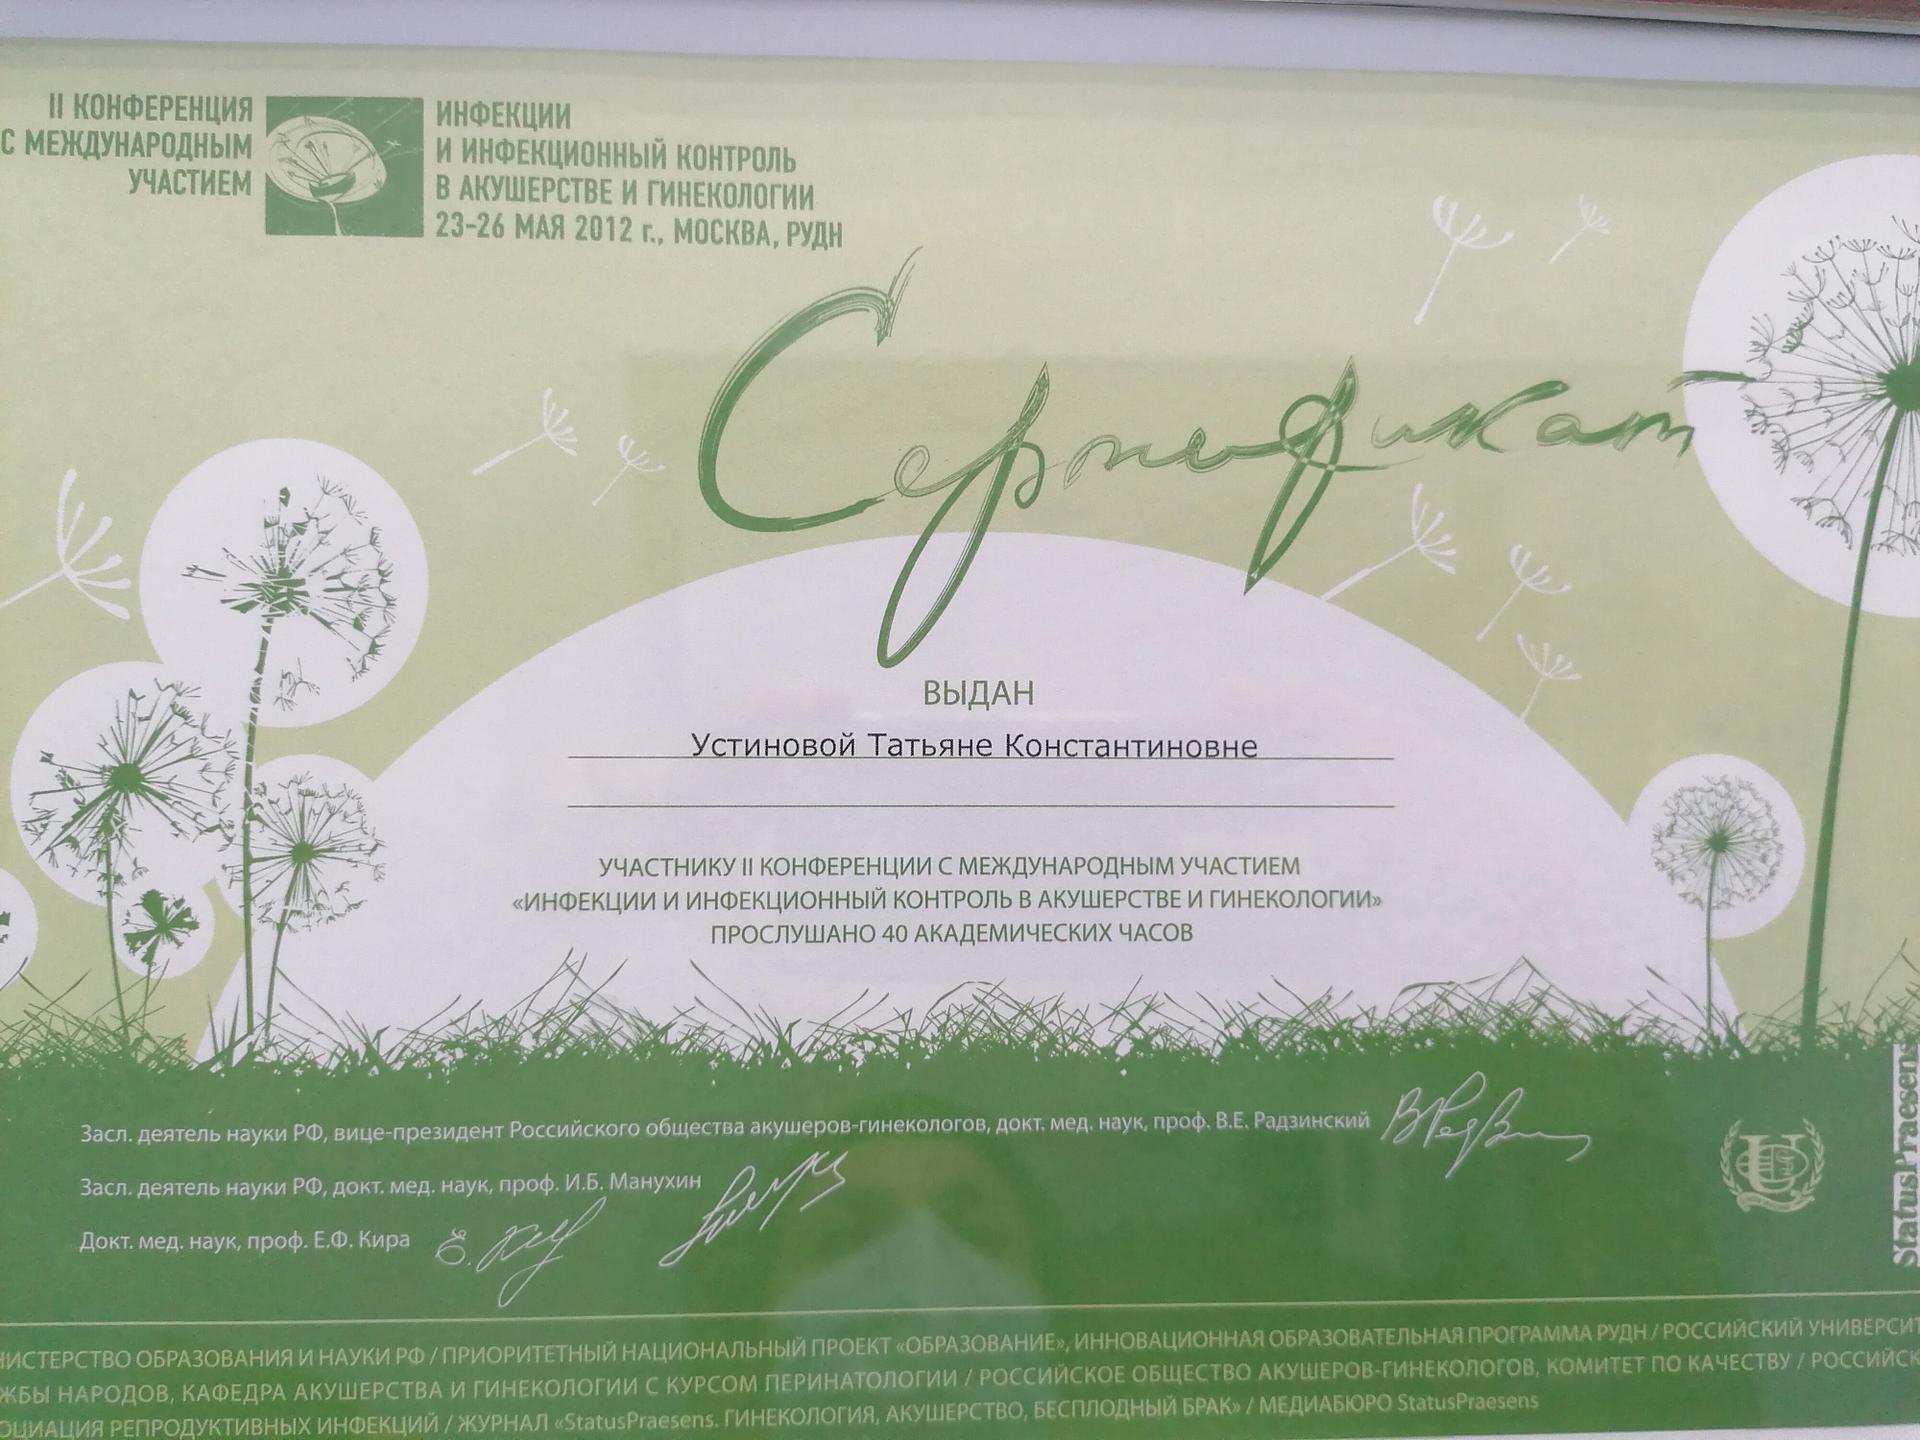 II КОНФЕРЕНЦИЯ
С МЕЖДУНАРОДНЫМ
УЧАСТИЕМ
ИНФЕКЦИИ
И ИНФЕКЦИОННЫЙ КОНТРОЛЬ
В АКУШЕРСТВЕ И ГИНЕКОЛОГИИ
23-26 МАЯ 2012 г., МОСКВА, РУДН
Сертификат
ВЫДАН
Устиновой Татьяне Константиновне
УЧАСТНИКУ II КОНФЕРЕНЦИИ С МЕЖДУНАРОДНЫМ УЧАСТИЕМ
«ИНФЕКЦИИ И ИНФЕКЦИОННЫЙ КОНТРОЛЬ В АКУШЕРСТВЕ И ГИНЕКОЛОГИИ»
ПРОСЛУШАНО 40 АКАДЕМИЧЕСКИХ ЧАСОВ
Засл. деятель науки РФ, вице-президент Российского общества акушеров-гинекологов, докт. мед. наук, проф. В.Е. Радзинский
Засл. деятель науки РФ, докт. мед. наук, проф. И.Б. Манухин
Докт. мед. наук, проф. Е.Ф. Кира
StatusPraesens
НИСТЕРСТВО ОБРАЗОВАНИЯ И НАУКИ РФ / ПРИОРИТЕТНЫЙ НАЦИОНАЛЬНЫЙ ПРОЕКТ «ОБРАЗОВАНИЕ», ИННОВАЦИОННАЯ ОБРАЗОВАТЕЛЬНАЯ ПРОГРАММА РУДН / РОССИЙСКИЙ УНИВЕРСИТ
ЖБЫ НАРОДОВ, КАФЕДРА АКУШЕРСТВА И ГИНЕКОЛОГИИ С КУРСОМ ПЕРИНАТОЛОГИИ / РОССИЙСКОЕ ОБЩЕСТВО АКУШЕРОВ-ГИНЕКОЛОГОВ, КОМИТЕТ ПО КАЧЕСТВУ / РОССИЙСК
ОЦИАЦИЯ РЕПРОДУКТИВНЫХ ИНФЕКЦИЙ / ЖУРНАЛ «StatusPraesens. ГИНЕКОЛОГИЯ, АКУШЕРСТВО, БЕСПЛОДНЫЙ БРАК» / МЕДИАБЮРО StatusPraesens